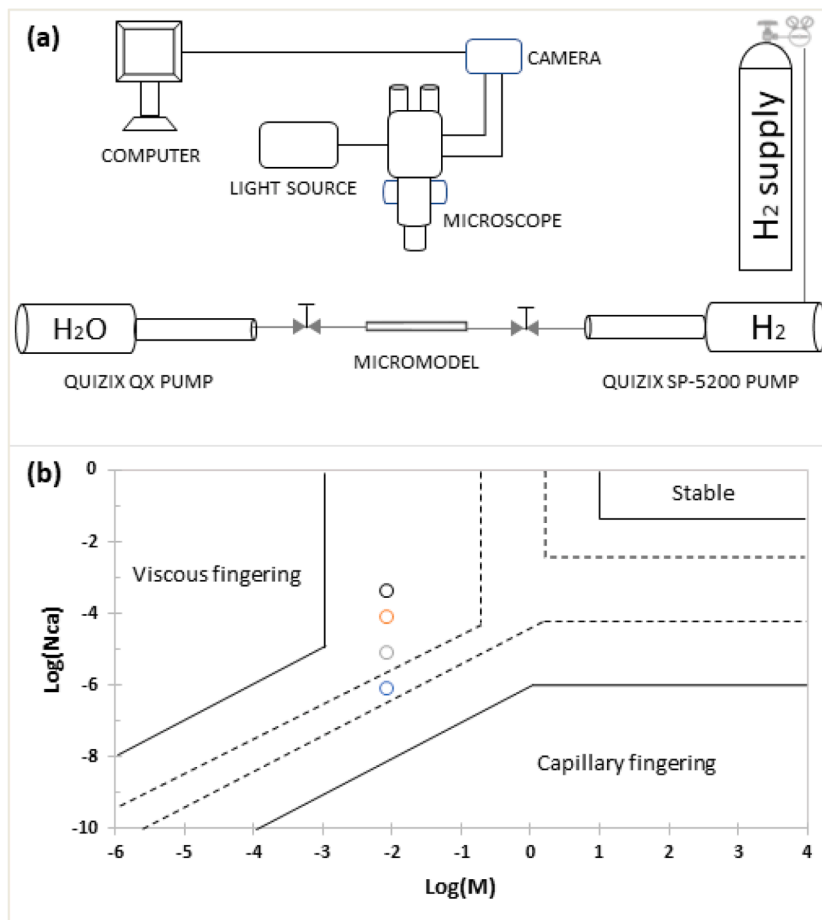 (a)
COMPUTER
CAMERA
LIGHT SOURCE
MICROSCOPE
H2 supply
H2O
H2
MICROMODEL
QUIZIX QX PUMP
QUIZIX SP-5200 PUMP
(b)
0
-2
-4
-6
-8
-10
Log(Nca)
Viscous fingering
Stable
Capillary fingering
-6 -5 -4 -3 -2 -1 0 1 2 3 4
Log(M)